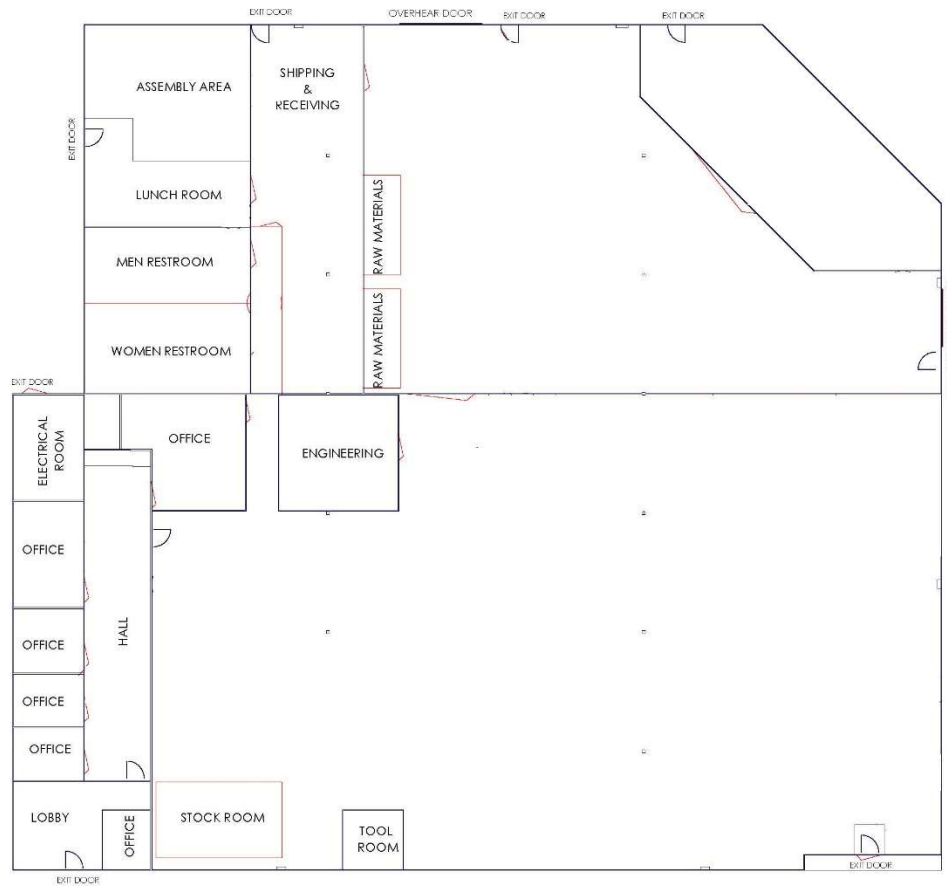 EXIT DOOR
OVERHEAR DOOR
EXIT DOOR
EXIT DOOR
ASSEMBLY AREA
SHIPPING
&
RECEIVING
EXIT DOOR
LUNCH ROOM
RAW MATERIALS
MEN RESTROOM
RAW MATERIALS
WOMEN RESTROOM
EXIT DOOR
ELECTRICAL
ROOM
OFFICE
ENGINEERING
OFFICE
HALL
OFFICE
OFFICE
OFFICE
LOBBY
OFFICE
STOCK ROOM
TOOL
ROOM
EXIT DOOR
EXIT DOOR